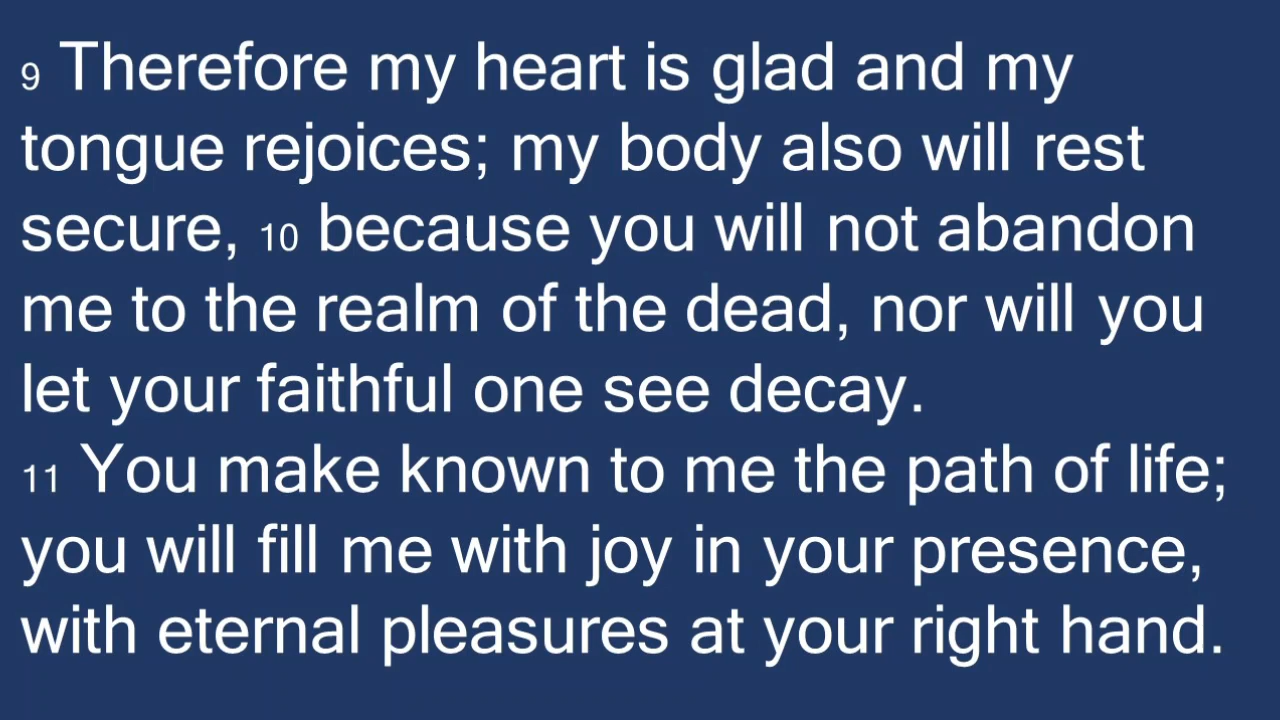 9 Therefore my heart is glad and my
tongue rejoices; my body also will rest
secure, 10 because you will not abandon
me to the realm of the dead, nor will you
let your faithful one see decay.
11 You make known to me the path of life;
you will fill me with joy in your presence,
with eternal pleasures at your right hand.